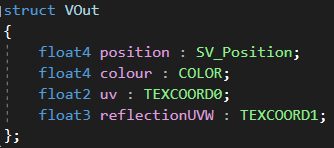 struct VOut
{
    float4 position : SV_Position;
    float4 colour : COLOR;
    float2 uv : TEXCOORD0;
    float3 reflectionUVW : TEXCOORD1;
};